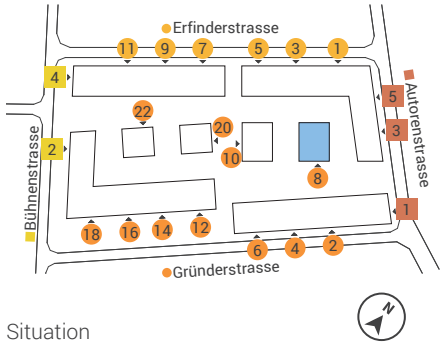 Erfinderstrasse
11 9 7 5 3 1
4
5
Autorenstrasse
22
20
3
2
10
8
Bühnenstrasse
18 16 14 12
1
6 4 2
Gründerstrasse
N
Situation